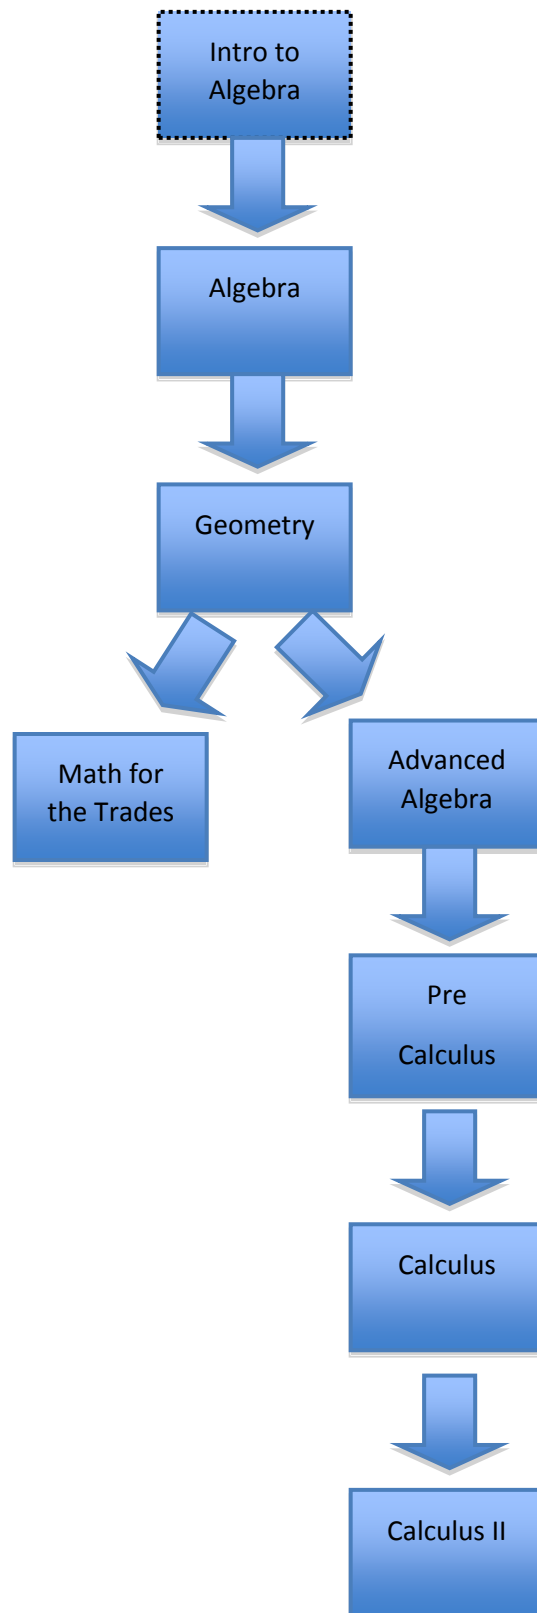 Intro to
Algebra
Algebra
Geometry
Math for
the Trades
Advanced
Algebra
Pre
Calculus
Calculus
Calculus II